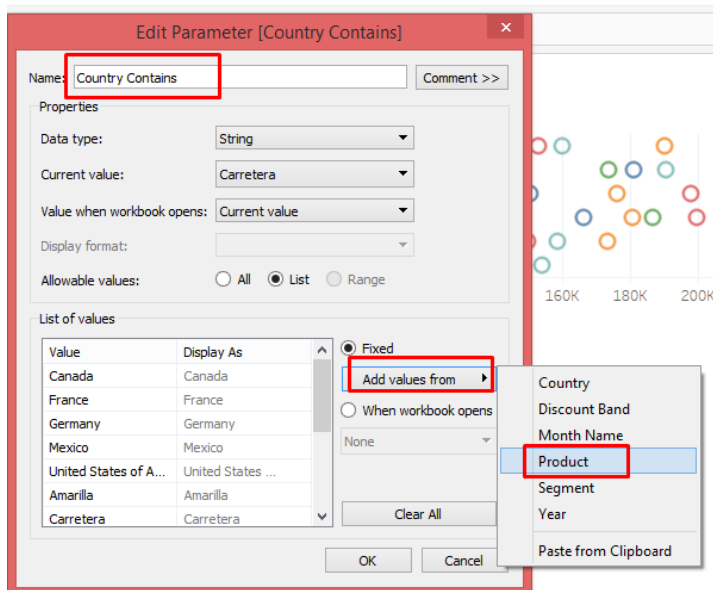 Edit Parameter [Country Contains]
×
Name: Country Contains
Comment >>
Properties
Data type: String
Current value: Carretera
Value when workbook opens: Current value
Display format:
Allowable values: All List Range
List of values
Value Display As
Canada Canada
France France
Germany Germany
Mexico Mexico
United States of A... United States ...
Amarilla Amarilla
Carretera Carretera
Fixed
Add values from
When workbook opens
None
Clear All
OK Cancel
Country
Discount Band
Month Name
Product
Segment
Year
Paste from Clipboard
160K 180K 200K